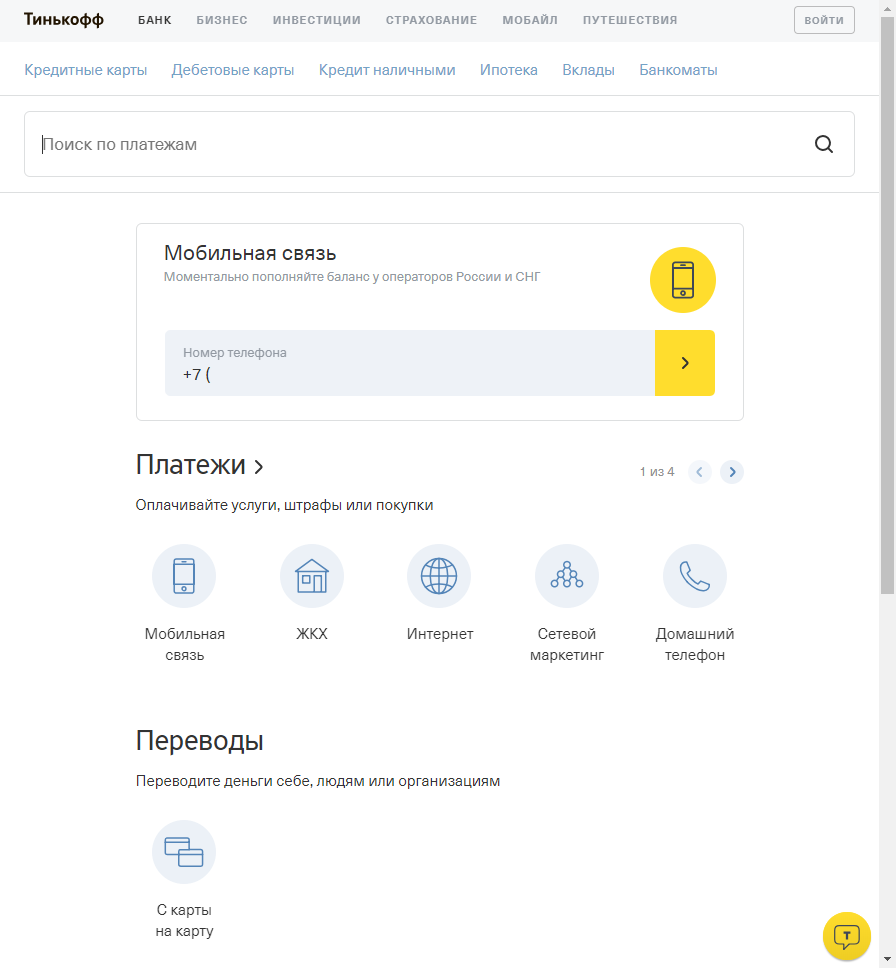 Тинькофф БАНК БИЗНЕС ИНВЕСТИЦИИ СТРАХОВАНИЕ МОБАЙЛ ПУТЕШЕСТВИЯ ВОЙТИ
Кредитные карты Дебетовые карты Кредит наличными Ипотека Вклады Банкоматы
Поиск по платежам
Мобильная связь
Моментально пополняйте баланс у операторов России и СНГ
Номер телефона
+7 (
Платежи
1 из 4
Оплачивайте услуги, штрафы или покупки
Мобильная
связь
ЖКХ
Интернет
Сетевой
маркетинг
Домашний
телефон
Переводы
Переводите деньги себе, людям или организациям
С карты
на карту
Т